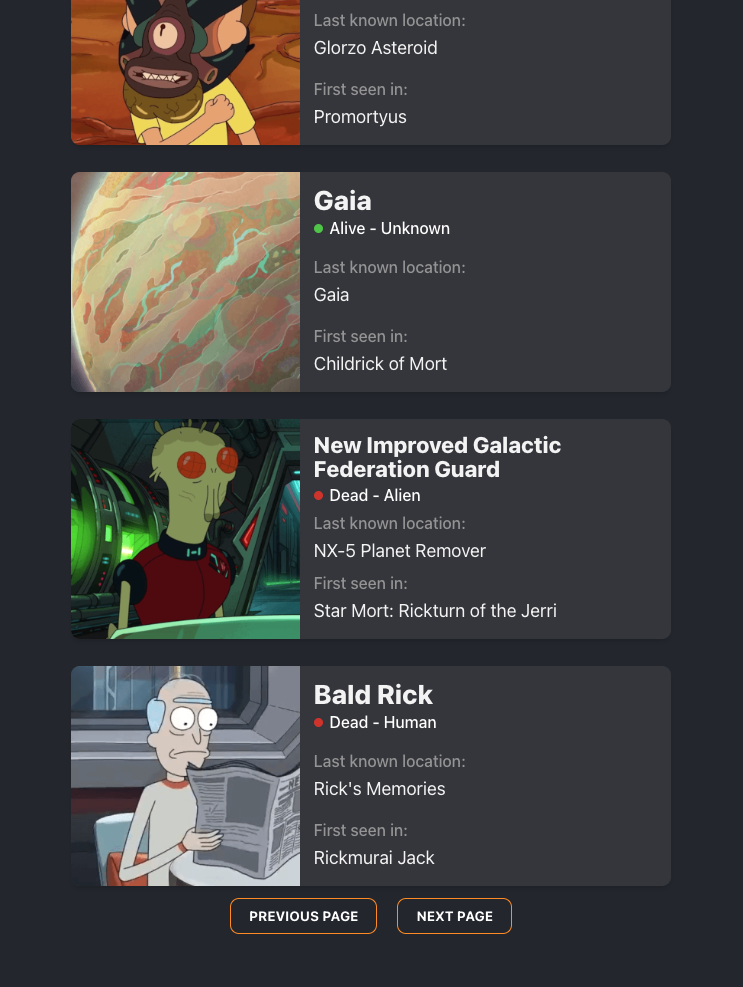 Last known location:
Glorzo Asteroid
First seen in:
Promortyus
Gaia
Alive - Unknown
Last known location:
Gaia
First seen in:
Childrick of Mort
New Improved Galactic
Federation Guard
Dead - Alien
Last known location:
NX-5 Planet Remover
First seen in:
Star Mort: Rickturn of the Jerri
Bald Rick
Dead - Human
Last known location:
Rick's Memories
First seen in:
Rickmurai Jack
PREVIOUS PAGE
NEXT PAGE